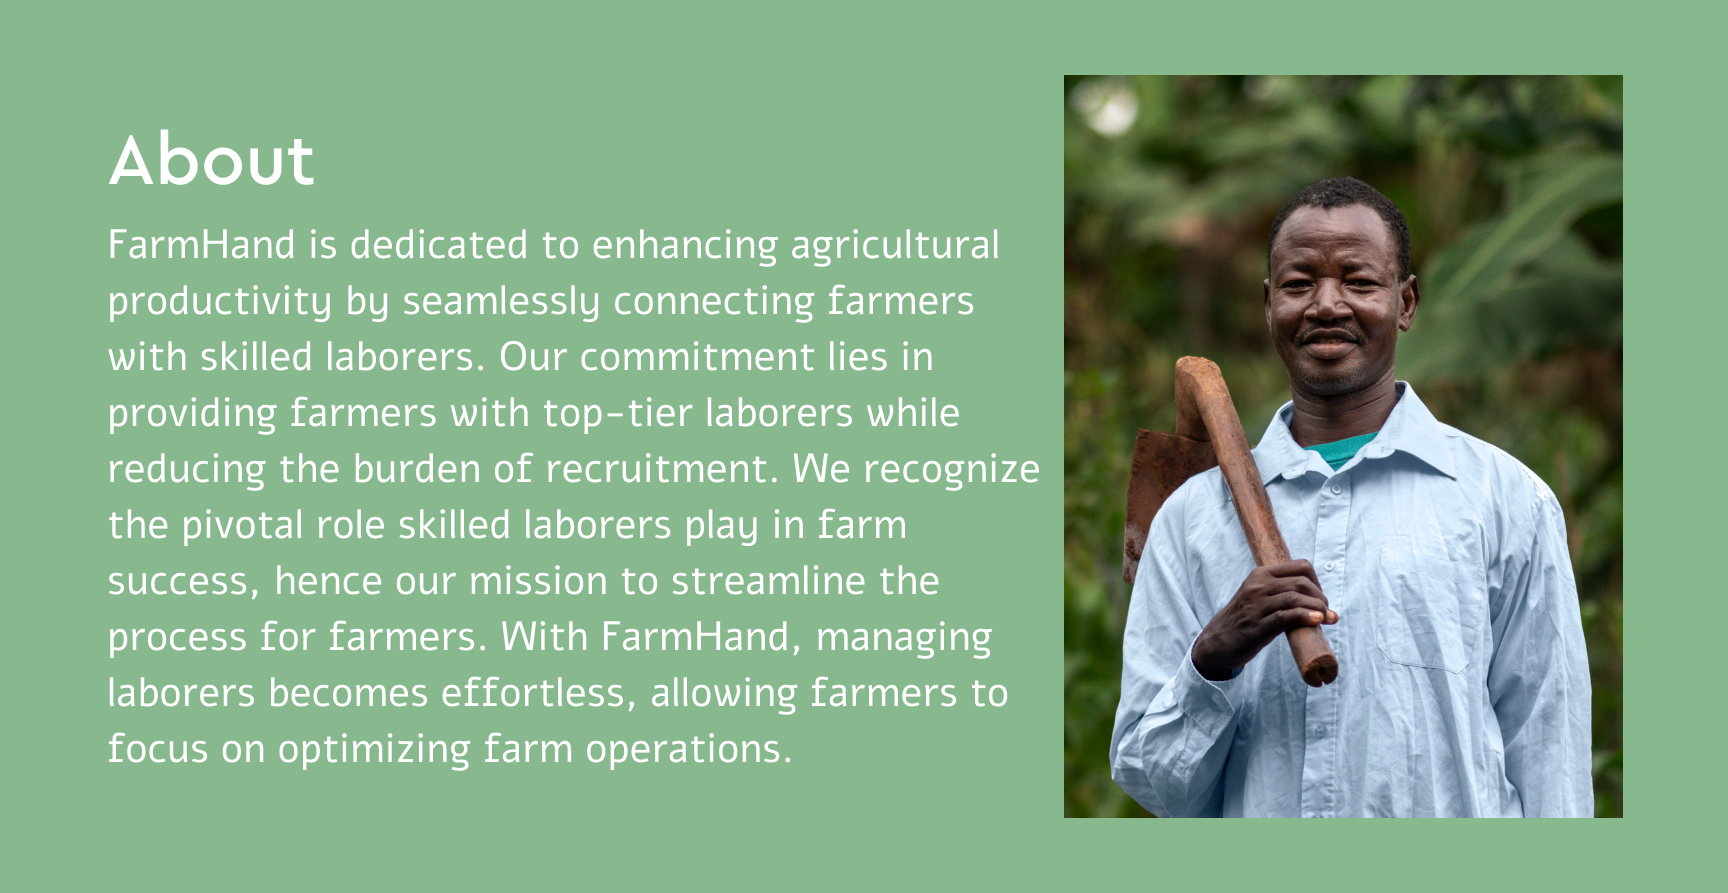 About
FarmHand is dedicated to enhancing agricultural
productivity by seamlessly connecting farmers
with skilled laborers. Our commitment lies in
providing farmers with top-tier laborers while
reducing the burden of recruitment. We recognize
the pivotal role skilled laborers play in farm
success, hence our mission to streamline the
process for farmers. With FarmHand, managing
laborers becomes effortless, allowing farmers to
focus on optimizing farm operations.